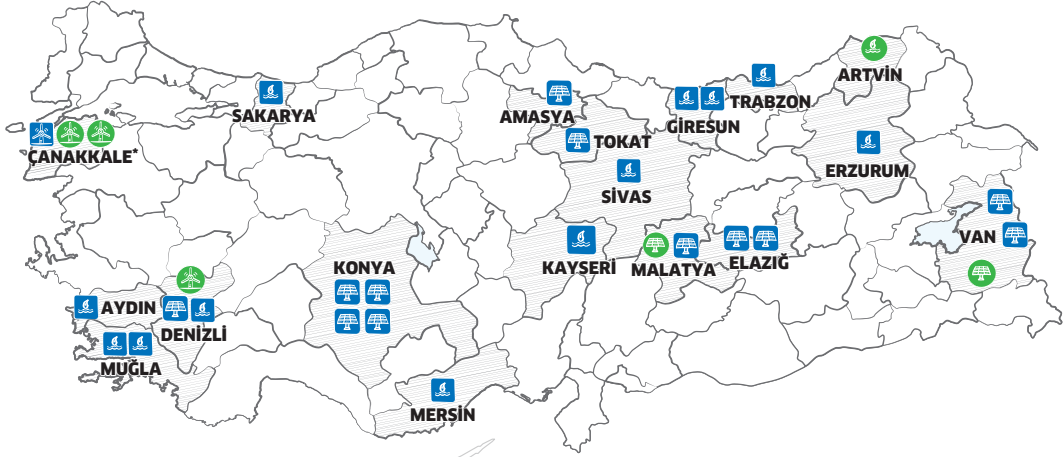 ARTVİN
TRABZON
SAKARYA
AMASYA
GİRESUN
TOKAT
ÇANAKKALE*
ERZURUM
SİVAS
VAN
KONYA
KAYSERİ
MALATYA
ELAZIĞ
AYDIN
DENİZLİ
MUĞLA
MERSİN